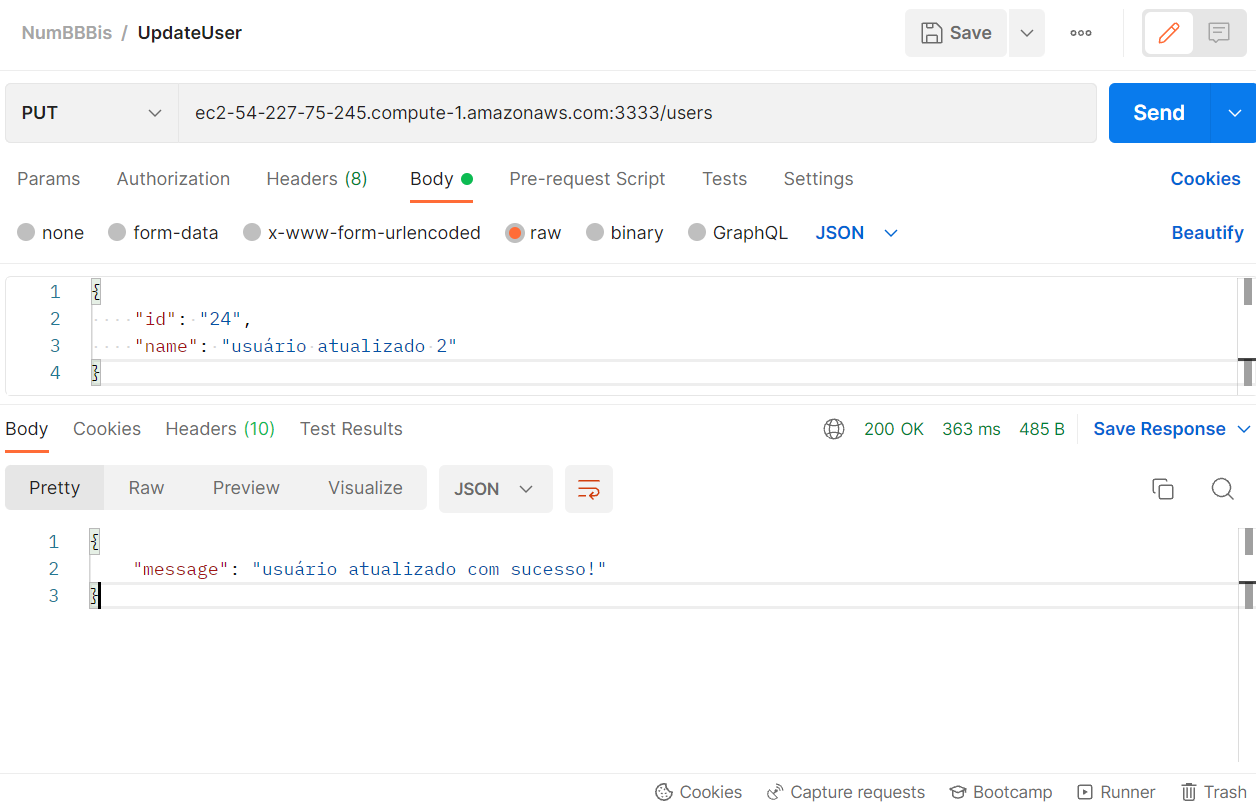 NumBBBis / UpdateUser Save
PUT ec2-54-227-75-245.compute-1.amazonaws.com:3333/users Send
Params Authorization Headers (8) Body Pre-request Script Tests Settings Cookies
none form-data x-www-form-urlencoded raw binary GraphQL JSON Beautify
1 {
2 "id": "24",
3 "name": "usuário atualizado 2"
4 }
Body Cookies Headers (10) Test Results 200 OK 363 ms 485 B Save Response
Pretty Raw Preview Visualize JSON
1 {
2 "message": "usuário atualizado com sucesso!"
3 }
Cookies Capture requests Bootcamp Runner Trash